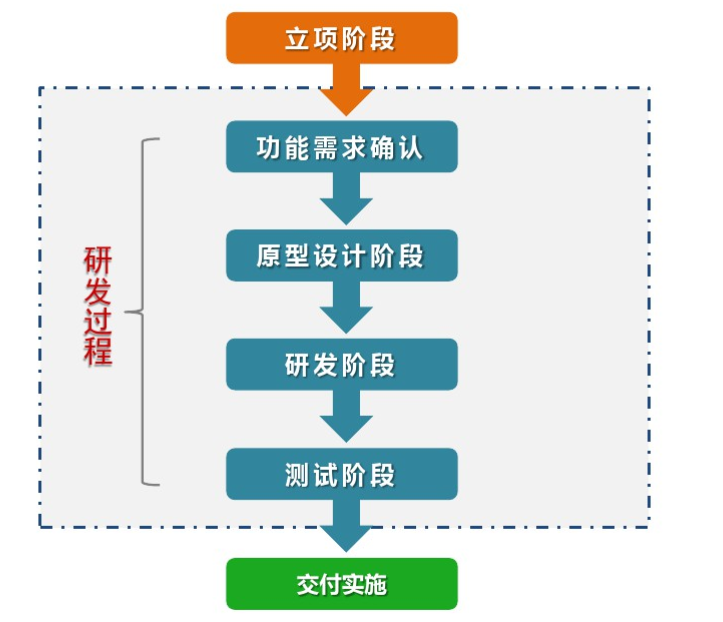 立项阶段
功能需求确认
原型设计阶段
研发过程
研发阶段
测试阶段
交付实施